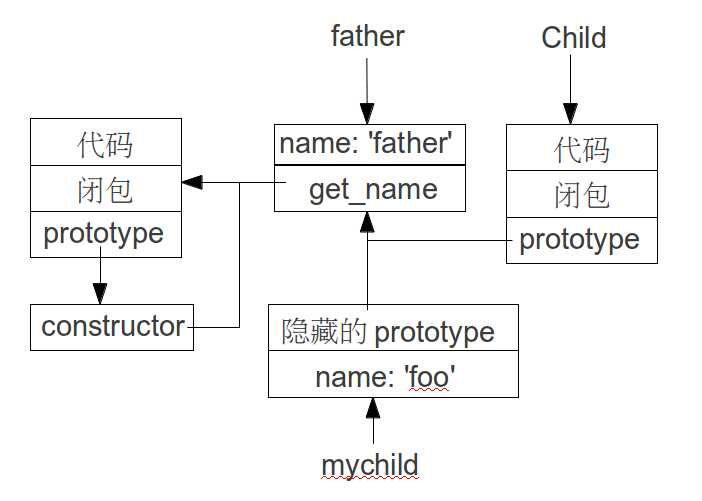 father
Child
代码
闭包
prototype
constructor
name: 'father'
get_name
代码
闭包
prototype
隐藏的 prototype
name: 'foo'
mychild